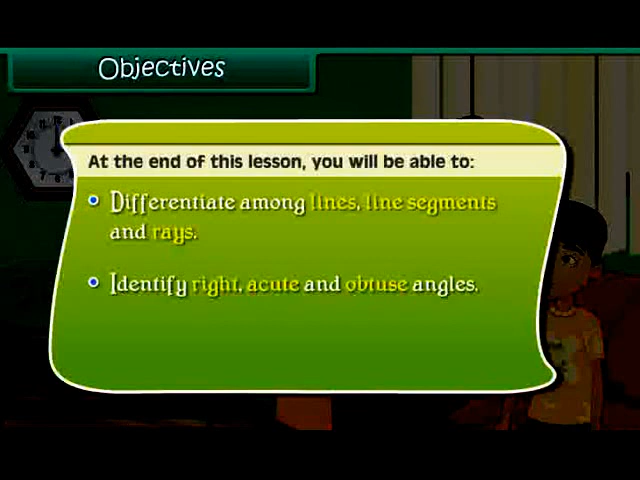 Objectives
At the end of this lesson, you will be able to:
Differentiate among lines, line segments
and rays.
Identify right, acute and obtuse angles.